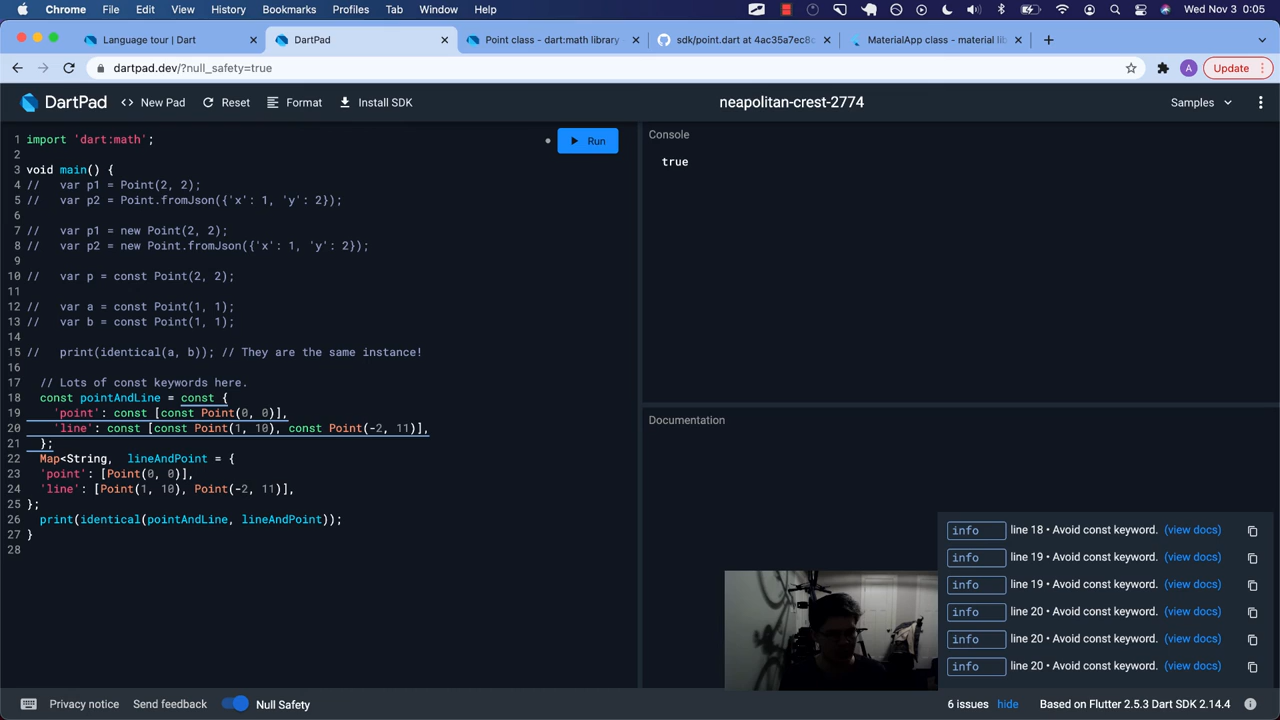 Chrome File Edit View History Bookmarks Profiles Tab Window Help Wed Nov 3 0:05
Language tour | Dart DartPad Point class - dart:math library sdk/point.dart at 4ac35a7ec8 MaterialApp class - material lib
dartpad.dev/?null_safety=true A Update
DartPad <> New Pad Reset Format Install SDK neapolitan-crest-2774 Samples
Run
Console
true
1 import 'dart:math';
2
3 void main() {
4 //   var p1 = Point(2, 2);
5 //   var p2 = Point.fromJson({'x': 1, 'y': 2});
6
7 //   var p1 = new Point(2, 2);
8 //   var p2 = new Point.fromJson({'x': 1, 'y': 2});
9
10 //   var p = const Point(2, 2);
11
12 //   var a = const Point(1, 1);
13 //   var b = const Point(1, 1);
14
15 //   print(identical(a, b)); // They are the same instance!
16
17   // Lots of const keywords here.
18   const pointAndLine = const {
19     'point': const [const Point(0, 0)],
20     'line': const [const Point(1, 10), const Point(-2, 11)],
21   };
22   Map<String,  lineAndPoint = {
23   'point': [Point(0, 0)],
24   'line': [Point(1, 10), Point(-2, 11)],
25 };
26   print(identical(pointAndLine, lineAndPoint));
27 }
28
Documentation
info line 18 • Avoid const keyword. (view docs)
info line 19 • Avoid const keyword. (view docs)
info line 19 • Avoid const keyword. (view docs)
info line 20 • Avoid const keyword. (view docs)
info line 20 • Avoid const keyword. (view docs)
info line 20 • Avoid const keyword. (view docs)
Privacy notice Send feedback Null Safety 6 issues hide Based on Flutter 2.5.3 Dart SDK 2.14.4